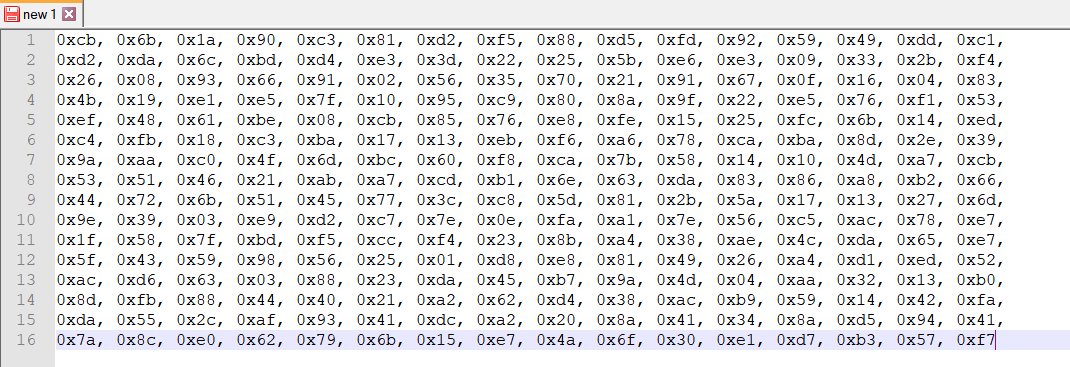 new 1
1 0xcb, 0x6b, 0x1a, 0x90, 0xc3, 0x81, 0xd2, 0xf5, 0x88, 0xd5, 0xfd, 0x92, 0x59, 0x49, 0xdd, 0xc1,
2 0xd2, 0xda, 0x6c, 0xbd, 0xd4, 0xe3, 0x3d, 0x22, 0x25, 0x5b, 0xe6, 0xe3, 0x09, 0x33, 0x2b, 0xf4,
3 0x26, 0x08, 0x93, 0x66, 0x91, 0x02, 0x56, 0x35, 0x70, 0x21, 0x91, 0x67, 0x0f, 0x16, 0x04, 0x83,
4 0x4b, 0x19, 0xe1, 0xe5, 0x7f, 0x10, 0x95, 0xc9, 0x80, 0x8a, 0x9f, 0x22, 0xe5, 0x76, 0xf1, 0x53,
5 0xef, 0x48, 0x61, 0xbe, 0x08, 0xcb, 0x85, 0x76, 0xe8, 0xfe, 0x15, 0x25, 0xfc, 0x6b, 0x14, 0xed,
6 0xc4, 0xfb, 0x18, 0xc3, 0xba, 0x17, 0x13, 0xeb, 0xf6, 0xa6, 0x78, 0xca, 0xba, 0x8d, 0x2e, 0x39,
7 0x9a, 0xaa, 0xc0, 0x4f, 0x6d, 0xbc, 0x60, 0xf8, 0xca, 0x7b, 0x58, 0x14, 0x10, 0x4d, 0xa7, 0xcb,
8 0x53, 0x51, 0x46, 0x21, 0xab, 0xa7, 0xcd, 0xb1, 0x6e, 0x63, 0xda, 0x83, 0x86, 0xa8, 0xb2, 0x66,
9 0x44, 0x72, 0x6b, 0x51, 0x45, 0x77, 0x3c, 0xc8, 0x5d, 0x81, 0x2b, 0x5a, 0x17, 0x13, 0x27, 0x6d,
10 0x9e, 0x39, 0x03, 0xe9, 0xd2, 0xc7, 0x7e, 0x0e, 0xfa, 0xa1, 0x7e, 0x56, 0xc5, 0xac, 0x78, 0xe7,
11 0x1f, 0x58, 0x7f, 0xbd, 0xf5, 0xcc, 0xf4, 0x23, 0x8b, 0xa4, 0x38, 0xae, 0x4c, 0xda, 0x65, 0xe7,
12 0x5f, 0x43, 0x59, 0x98, 0x56, 0x25, 0x01, 0xd8, 0xe8, 0x81, 0x49, 0x26, 0xa4, 0xd1, 0xed, 0x52,
13 0xac, 0xd6, 0x63, 0x03, 0x88, 0x23, 0xda, 0x45, 0xb7, 0x9a, 0x4d, 0x04, 0xaa, 0x32, 0x13, 0xb0,
14 0x8d, 0xfb, 0x88, 0x44, 0x40, 0x21, 0xa2, 0x62, 0xd4, 0x38, 0xac, 0xb9, 0x59, 0x14, 0x42, 0xfa,
15 0xda, 0x55, 0x2c, 0xaf, 0x93, 0x41, 0xdc, 0xa2, 0x20, 0x8a, 0x41, 0x34, 0x8a, 0xd5, 0x94, 0x41,
16 0x7a, 0x8c, 0xe0, 0x62, 0x79, 0x6b, 0x15, 0xe7, 0x4a, 0x6f, 0x30, 0xe1, 0xd7, 0xb3, 0x57, 0xf7